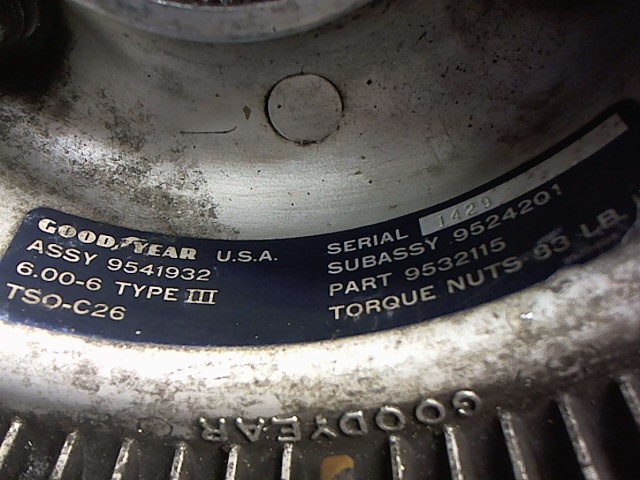 GOODYEAR U.S.A.
ASSY 9541932
6.00-6 TYPE III
TSO-C26
SERIAL 1429
SUBASSY 9524201
PART 9532115
TORQUE NUTS 83 LB.
GOODYEAR